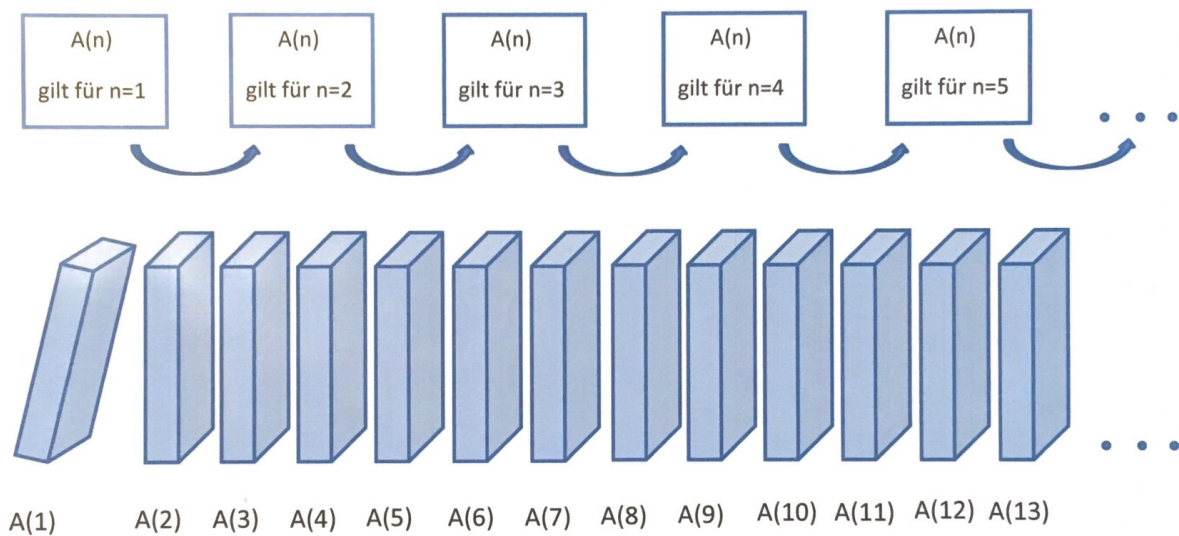 A(n)
gilt für n=1
A(n)
gilt für n=2
A(n)
gilt für n=3
A(n)
gilt für n=4
A(n)
gilt für n=5
. . .
. . .
A(1) A(2) A(3) A(4) A(5) A(6) A(7) A(8) A(9) A(10) A(11) A(12) A(13)